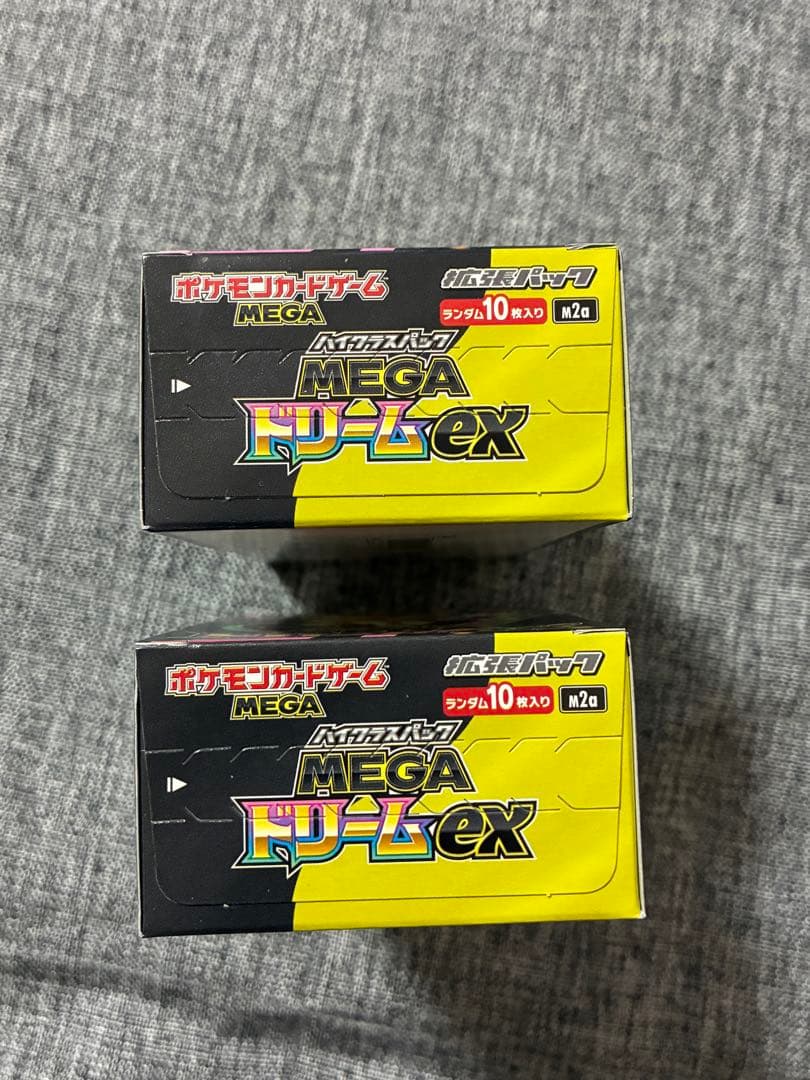 ポケモンカードゲーム
MEGA
拡張パック
ランダム10枚入り M2a
ハイクラスパック
MEGA
ドリームex
ポケモンカードゲーム
MEGA
拡張パック
ランダム10枚入り M2a
ハイクラスパック
MEGA
ドリームex